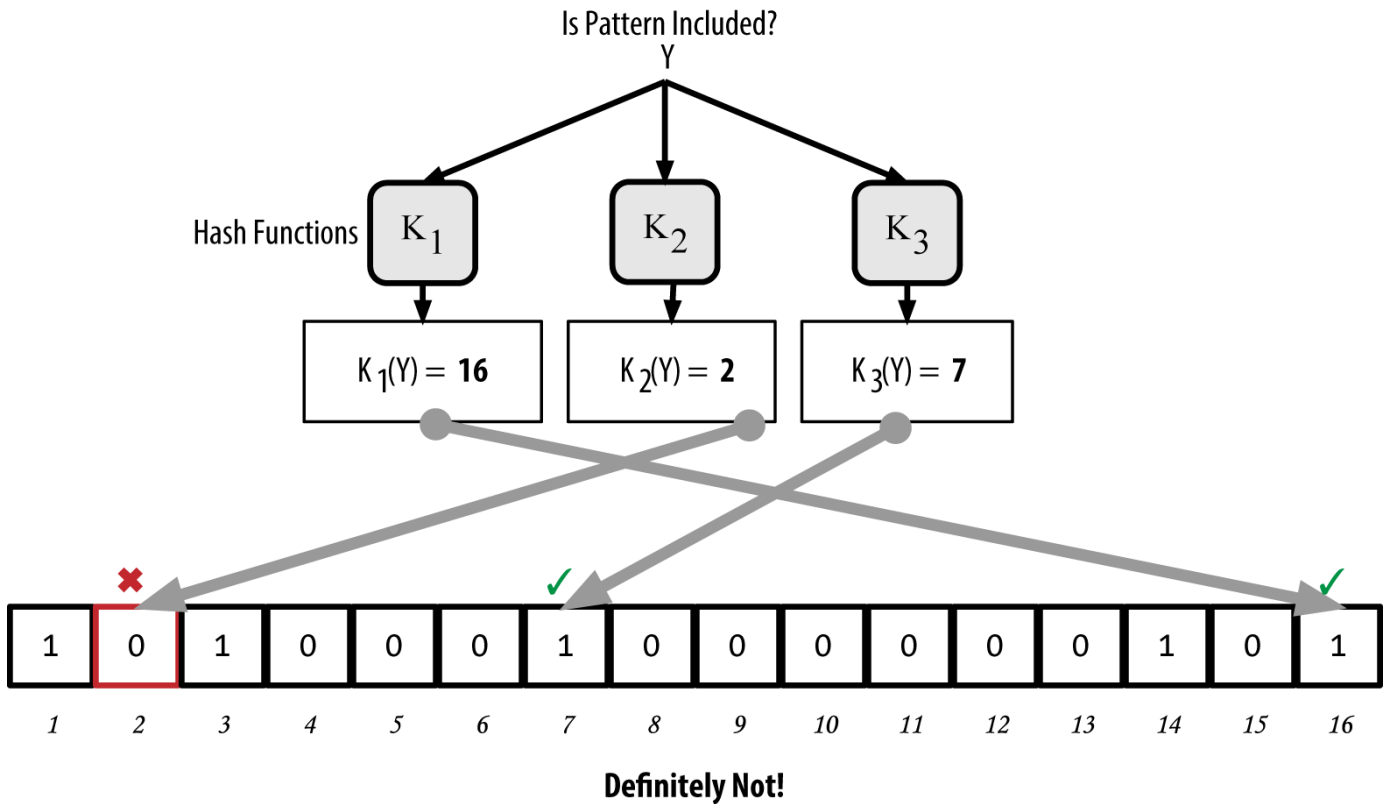 Is Pattern Included?
Y
Hash Functions K1 K2 K3
K1(Y) = 16 K2(Y) = 2 K3(Y) = 7
✖ ✓ ✓
1 0 1 0 0 0 1 0 0 0 0 0 0 1 0 1
1 2 3 4 5 6 7 8 9 10 11 12 13 14 15 16
Definitely Not!